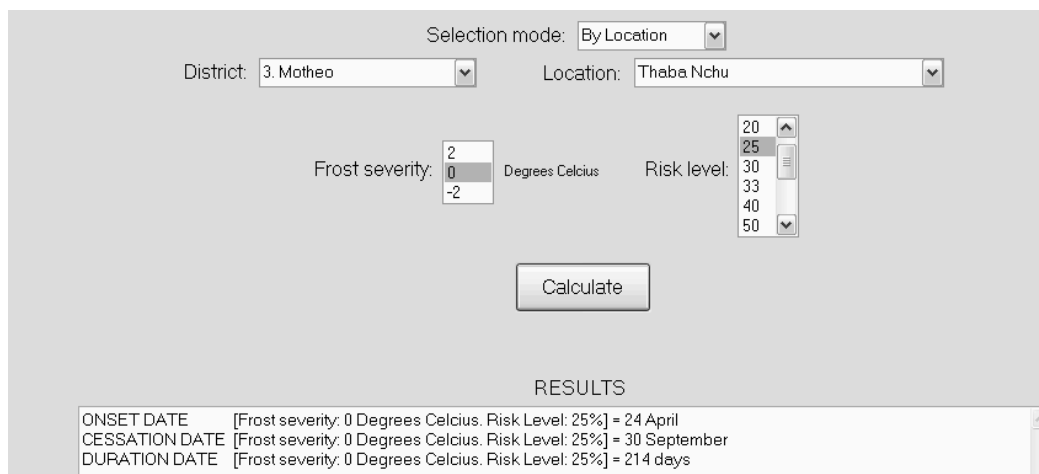 Selection mode: By Location
District: 3. Motheo Location: Thaba Nchu
Frost severity: 2 0 -2 Degrees Celcius Risk level: 20 25 30 33 40 50
Calculate
RESULTS
ONSET DATE [Frost severity: 0 Degrees Celcius. Risk Level: 25%] = 24 April
CESSATION DATE [Frost severity: 0 Degrees Celcius. Risk Level: 25%] = 30 September
DURATION DATE [Frost severity: 0 Degrees Celcius. Risk Level: 25%] = 214 days